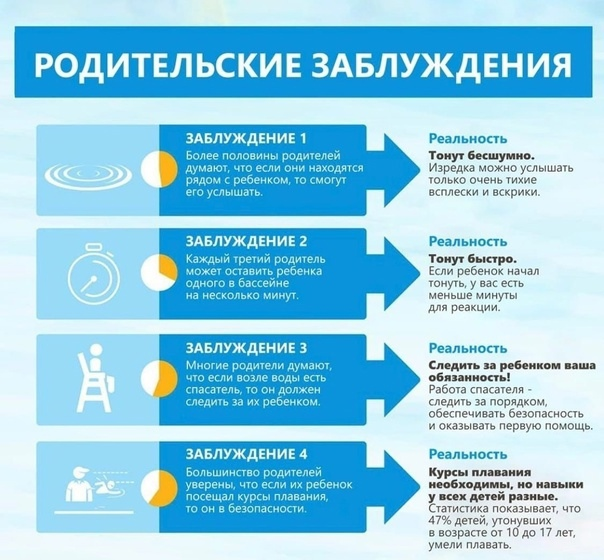 РОДИТЕЛЬСКИЕ ЗАБЛУЖДЕНИЯ
ЗАБЛУЖДЕНИЕ 1
Более половины родителей
думают, что если они находятся
рядом с ребенком, то смогут
его услышать.
Реальность
Тонут бесшумно.
Изредка можно услышать
только очень тихие
всплески и вскрики.
ЗАБЛУЖДЕНИЕ 2
Каждый третий родитель
может оставить ребенка
одного в бассейне
на несколько минут.
Реальность
Тонут быстро.
Если ребенок начал
тонуть, у вас есть
меньше минуты
для реакции.
ЗАБЛУЖДЕНИЕ 3
Многие родители думают,
что если возле воды есть
спасатель, то он должен
следить за их ребенком.
Реальность
Следить за ребенком ваша
обязанность!
Работа спасателя -
следить за порядком,
обеспечивать безопасность
и оказывать первую помощь.
ЗАБЛУЖДЕНИЕ 4
Большинство родителей
уверены, что если их ребенок
посещал курсы плавания,
то он в безопасности.
Реальность
Курсы плавания
необходимы, но навыки
у всех детей разные.
Статистика показывает, что
47% детей, утонувших
в возрасте от 10 до 17 лет,
умели плавать.